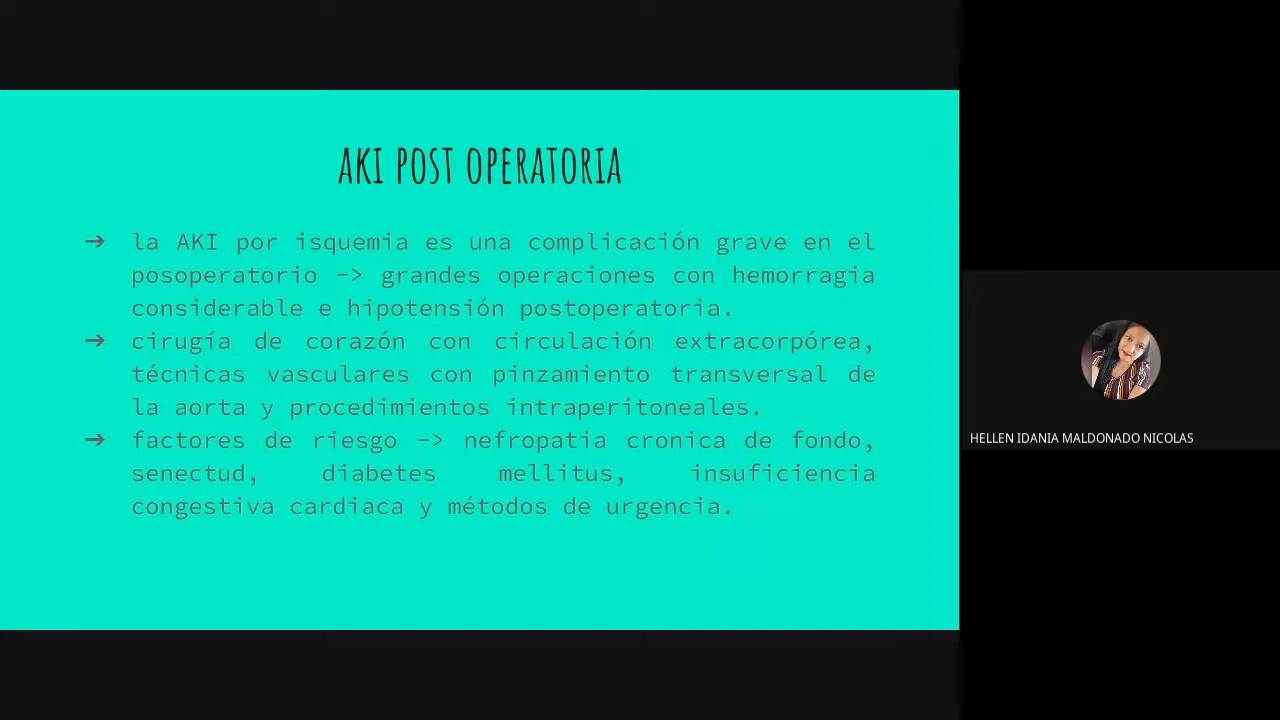 AKI POST OPERATORIA
➔ la AKI por isquemia es una complicación grave en el
posoperatorio -> grandes operaciones con hemorragia
considerable e hipotensión postoperatoria.
➔ cirugía de corazón con circulación extracorpórea,
técnicas vasculares con pinzamiento transversal de
la aorta y procedimientos intraperitoneales.
➔ factores de riesgo -> nefropatia cronica de fondo,
senectud, diabetes mellitus, insuficiencia
congestiva cardiaca y métodos de urgencia.
HELLEN IDANIA MALDONADO NICOLAS